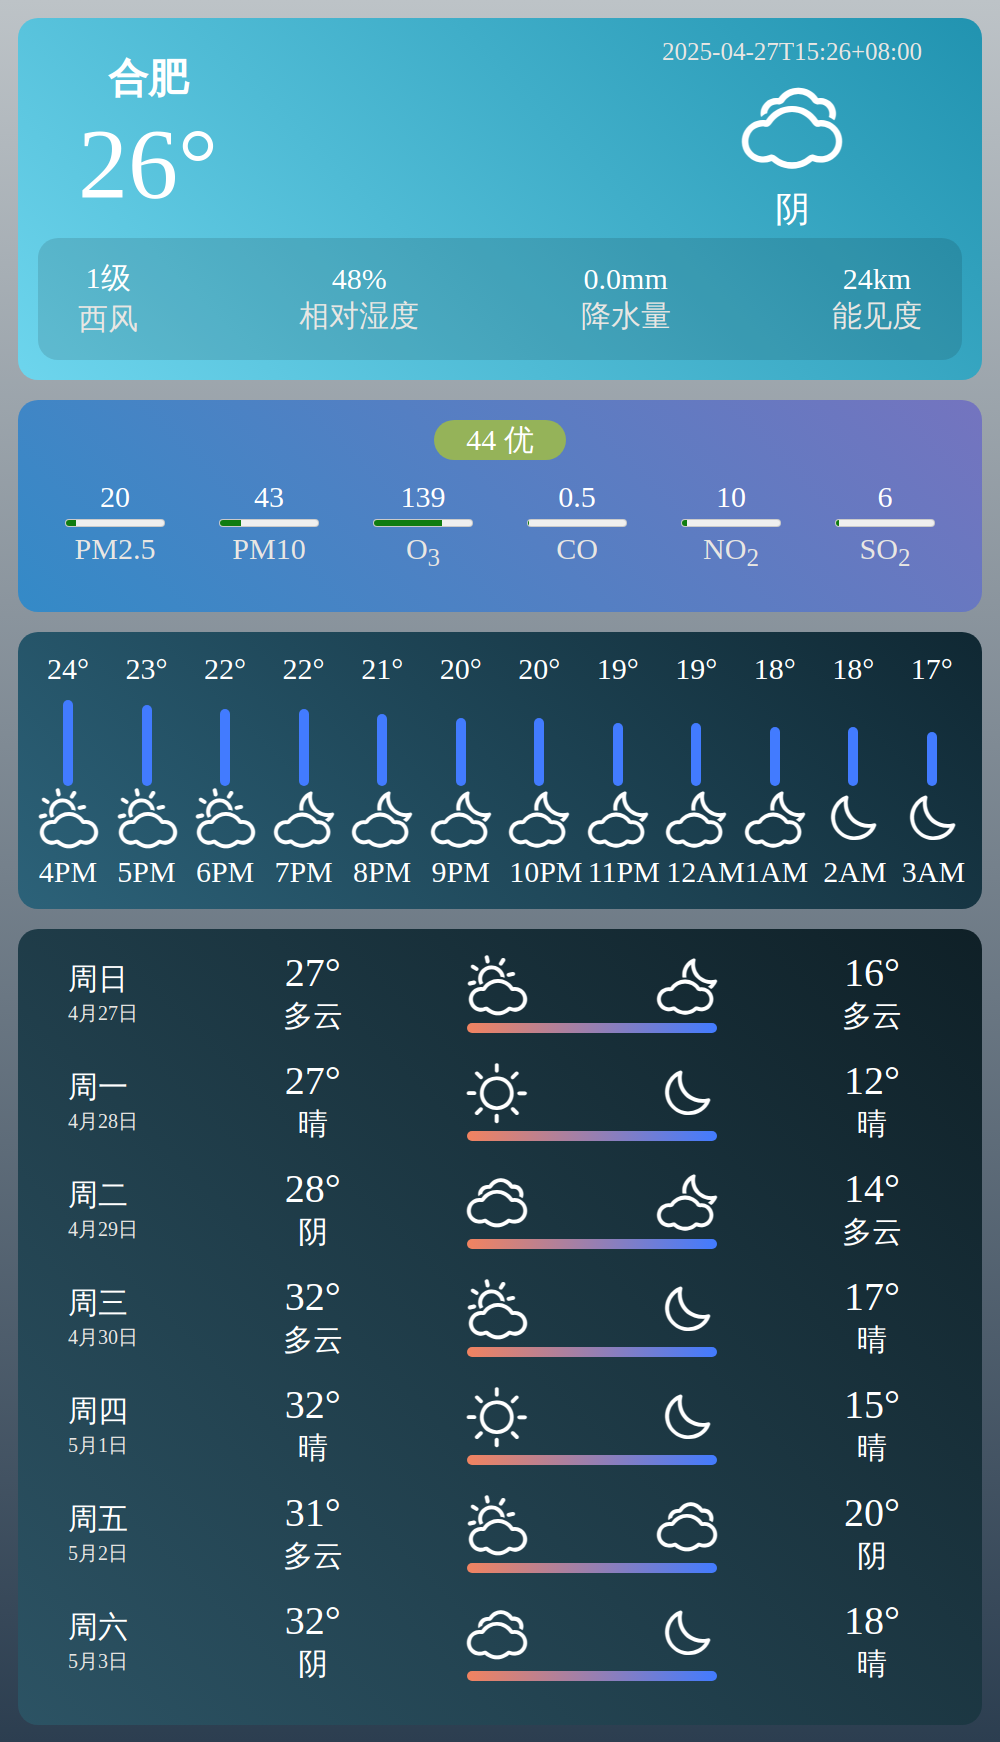 合肥
2025-04-27T15:26+08:00
26°
阴
1级 48% 0.0mm 24km
西风 相对湿度 降水量 能见度
44 优
20 43 139 0.5 10 6
PM2.5 PM10 O3 CO NO2 SO2
24° 23° 22° 22° 21° 20° 20° 19° 19° 18° 18° 17°
4PM 5PM 6PM 7PM 8PM 9PM 10PM 11PM 12AM 1AM 2AM 3AM
周日 27° 16°
4月27日 多云 多云
周一 27° 12°
4月28日 晴 晴
周二 28° 14°
4月29日 阴 多云
周三 32° 17°
4月30日 多云 晴
周四 32° 15°
5月1日 晴 晴
周五 31° 20°
5月2日 多云 阴
周六 32° 18°
5月3日 阴 晴